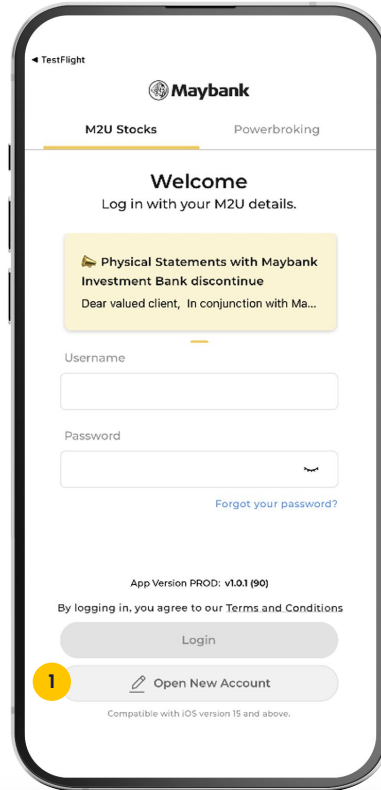 ◄ TestFlight
Maybank
M2U Stocks Powerbroking
Welcome
Log in with your M2U details.
Physical Statements with Maybank
Investment Bank discontinue
Dear valued client, In conjunction with Ma...
Username
Password
Forgot your password?
App Version PROD: v1.0.1 (90)
By logging in, you agree to our Terms and Conditions
Login
1 Open New Account
Compatible with iOS version 15 and above.